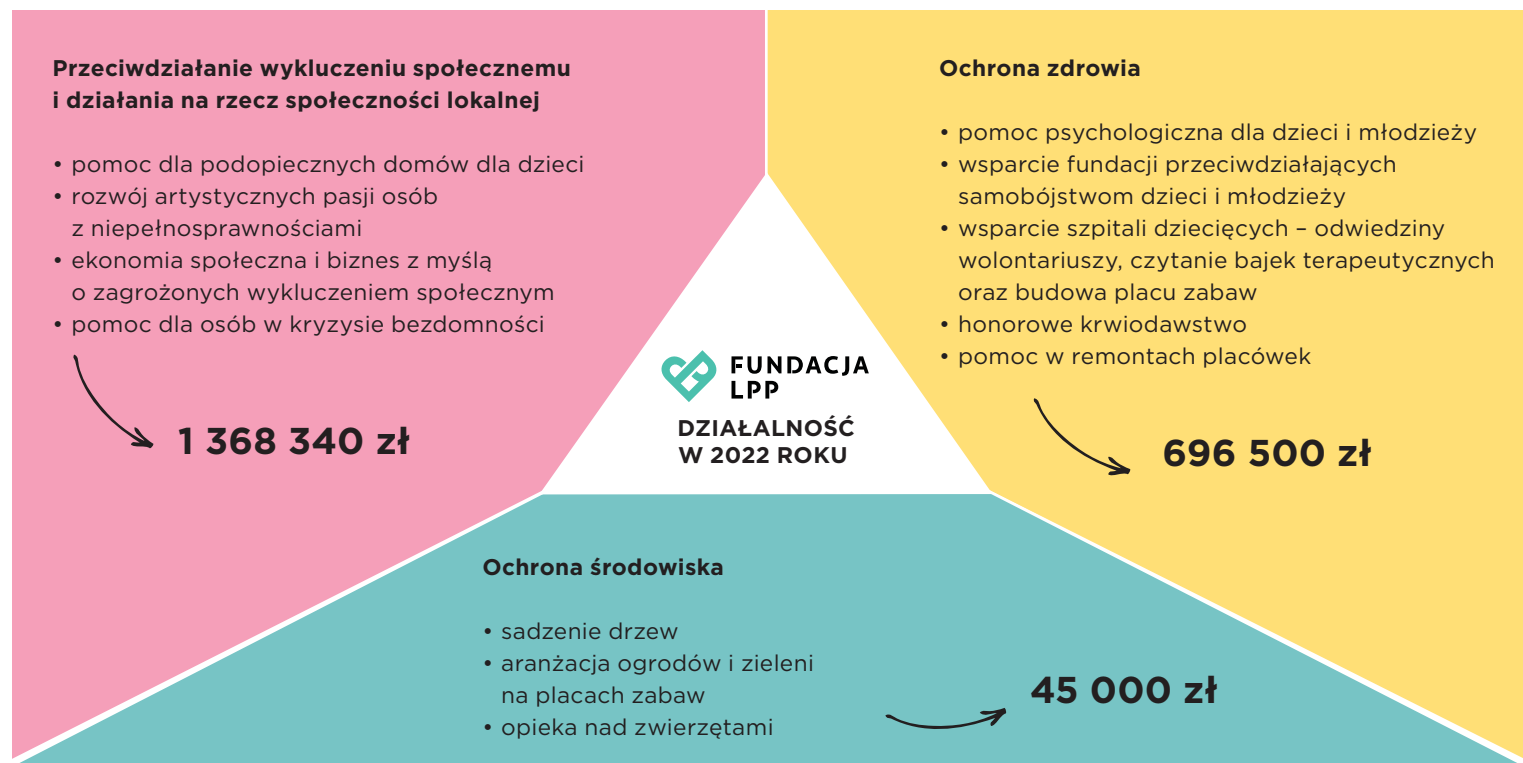 Przeciwdziałanie wykluczeniu społecznemu
i działania na rzecz społeczności lokalnej
• pomoc dla podopiecznych domów dla dzieci
• rozwój artystycznych pasji osób
z niepełnosprawnościami
• ekonomia społeczna i biznes z myślą
o zagrożonych wykluczeniem społecznym
• pomoc dla osób w kryzysie bezdomności
1 368 340 zł
Ochrona zdrowia
• pomoc psychologiczna dla dzieci i młodzieży
• wsparcie fundacji przeciwdziałających
samobójstwom dzieci i młodzieży
• wsparcie szpitali dziecięcych – odwiedziny
wolontariuszy, czytanie bajek terapeutycznych
oraz budowa placu zabaw
• honorowe krwiodawstwo
• pomoc w remontach placówek
696 500 zł
FUNDACJA
LPP
DZIAŁALNOŚĆ
W 2022 ROKU
Ochrona środowiska
• sadzenie drzew
• aranżacja ogrodów i zieleni
na placach zabaw
• opieka nad zwierzętami
45 000 zł